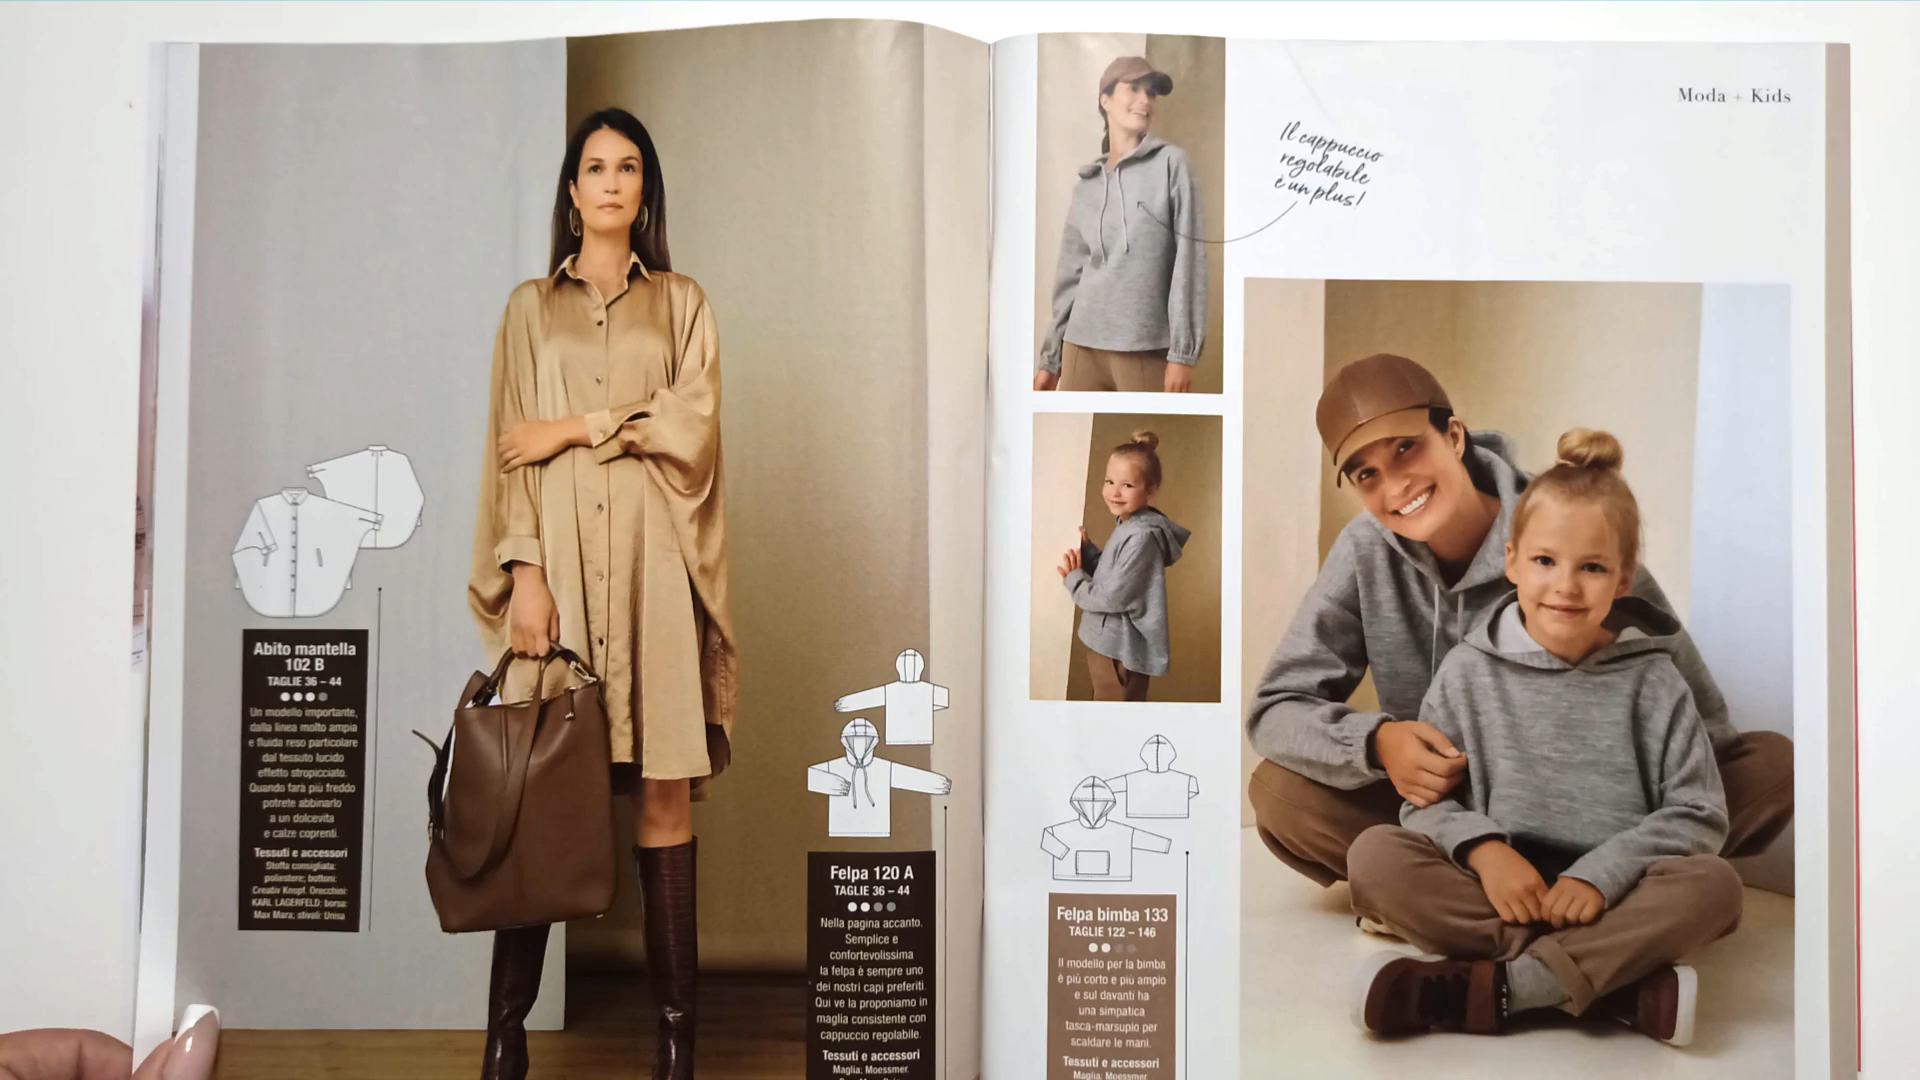 Abito mantella
102 B
TAGLIE 36 – 44
Un modello importante,
dalla linea molto ampia
e fluida reso particolare
dal tessuto lucido
effetto stropicciato.
Quando farà più freddo
potrete abbinarlo
a un dolcevita
e calze coprenti.
Tessuti e accessori
Stoffa consigliata:
poliestere; bottoni:
Creativ Knopf. Orecchini:
KARL LAGERFELD; borsa:
Max Mara; stivali: Unisa
Felpa 120 A
TAGLIE 36 – 44
Nella pagina accanto.
Semplice e
confortevolissima
la felpa è sempre uno
dei nostri capi preferiti.
Qui ve la proponiamo in
maglia consistente con
cappuccio regolabile.
Tessuti e accessori
Maglia: Moessmer.
Moda + Kids
Il cappuccio
regolabile
è un plus!
Felpa bimba 133
TAGLIE 122 – 146
Il modello per la bimba
è più corto e più ampio
e sul davanti ha
una simpatica
tasca-marsupio per
scaldare le mani.
Tessuti e accessori
Maglia: Moessmer